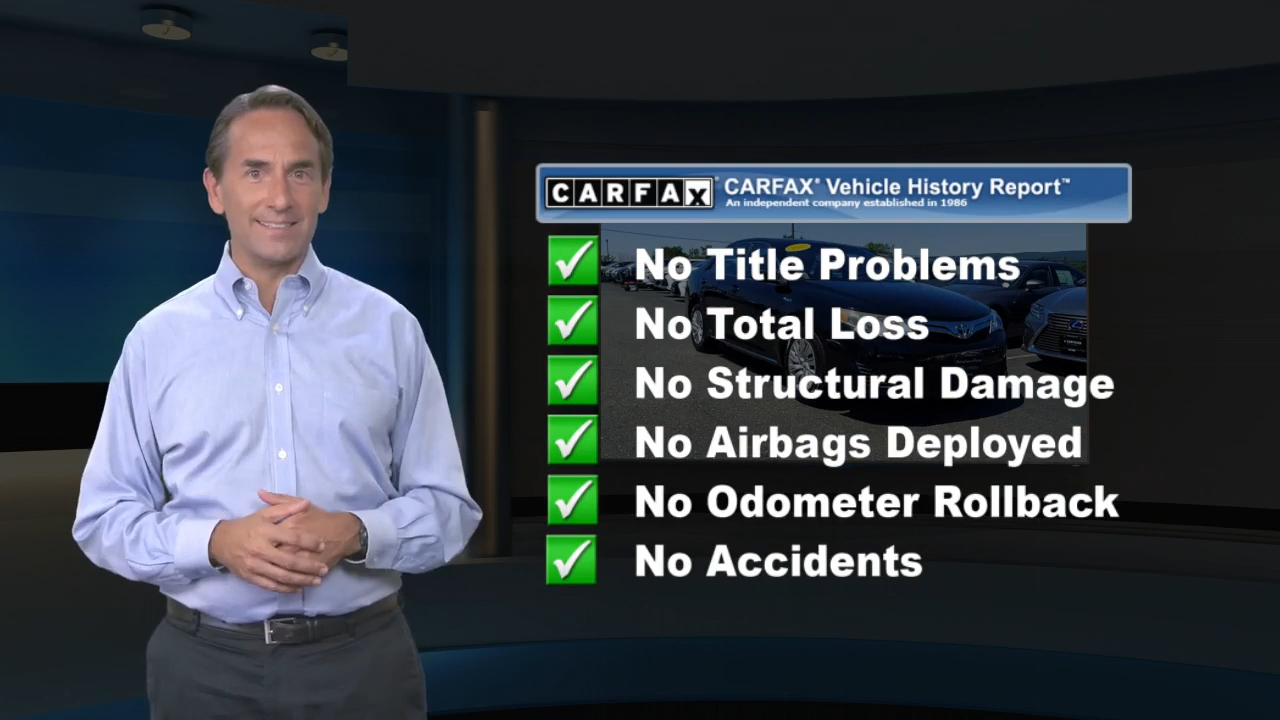 CARFAX® CARFAX® Vehicle History Report™
An independent company established in 1986
No Title Problems
No Total Loss
No Structural Damage
No Airbags Deployed
No Odometer Rollback
No Accidents